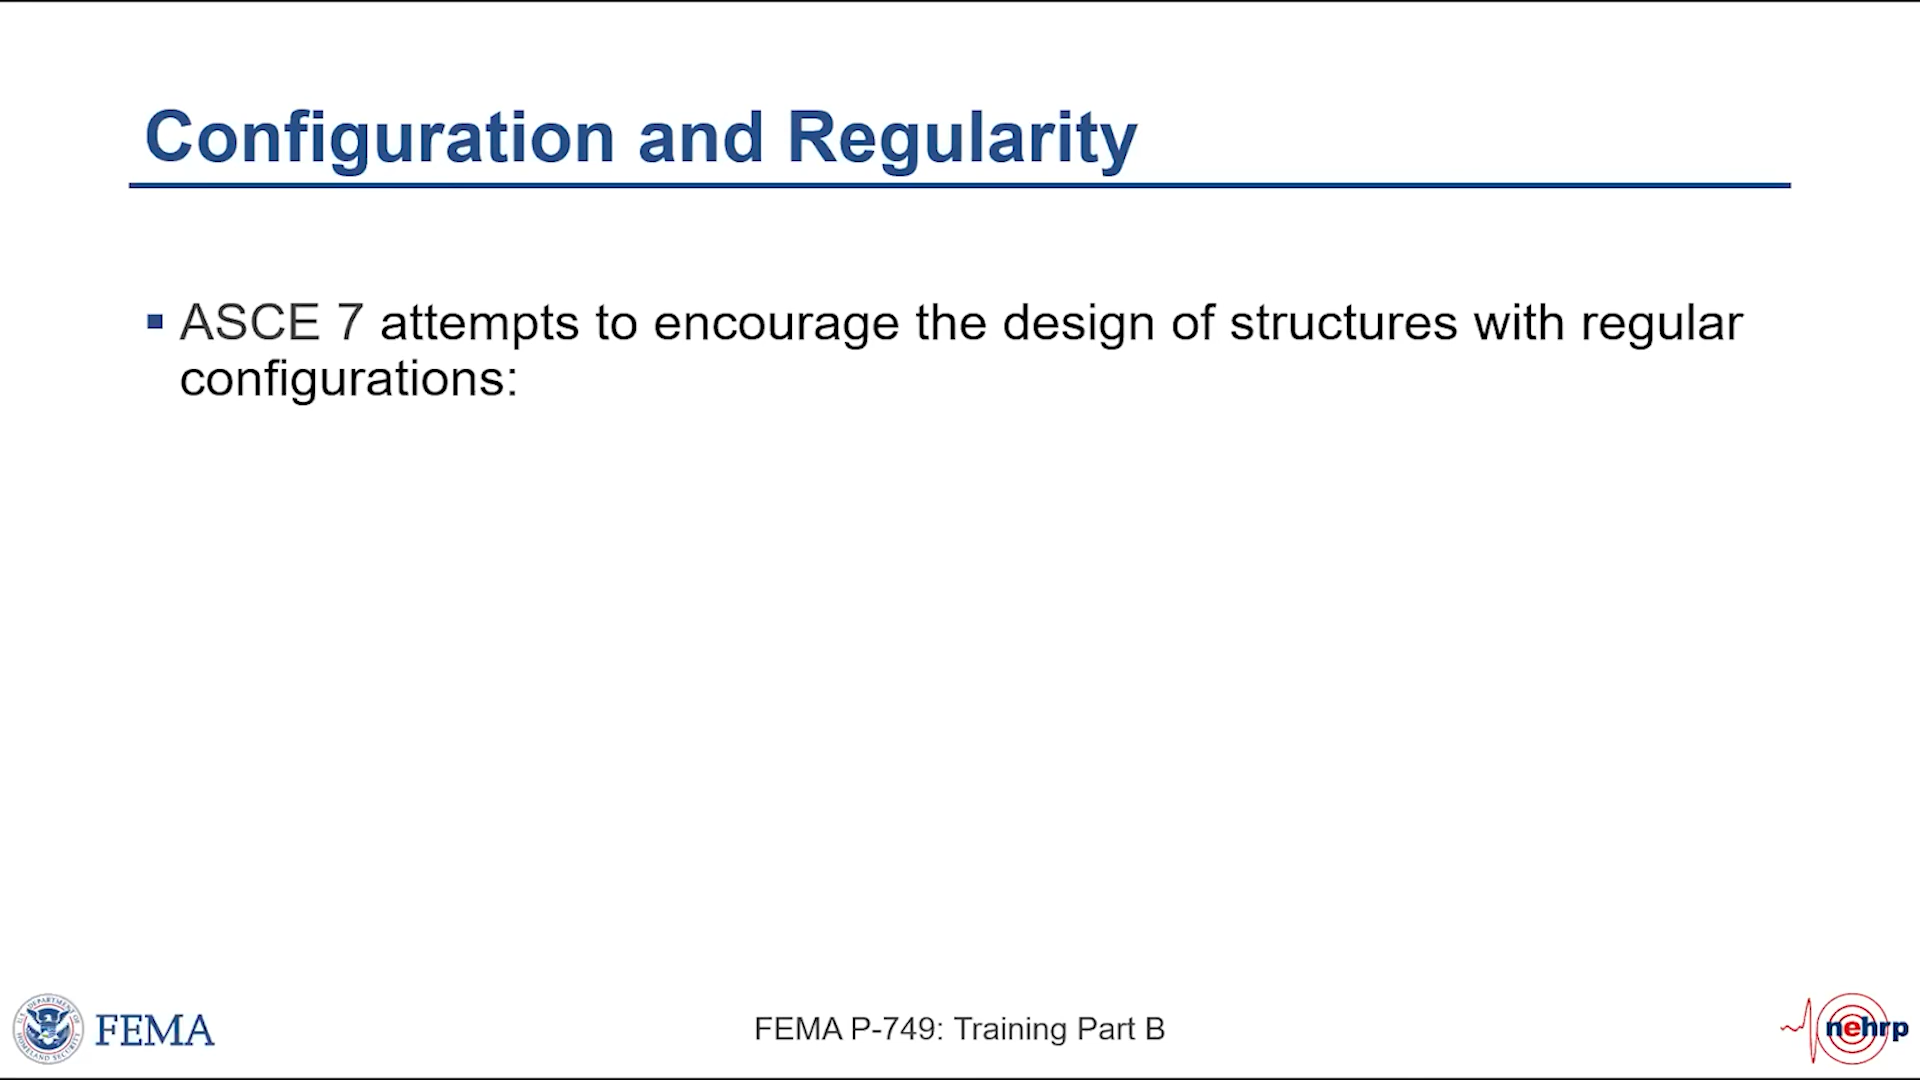 Configuration and Regularity
▪ ASCE 7 attempts to encourage the design of structures with regular
configurations:
FEMA
FEMA P-749: Training Part B
nehrp